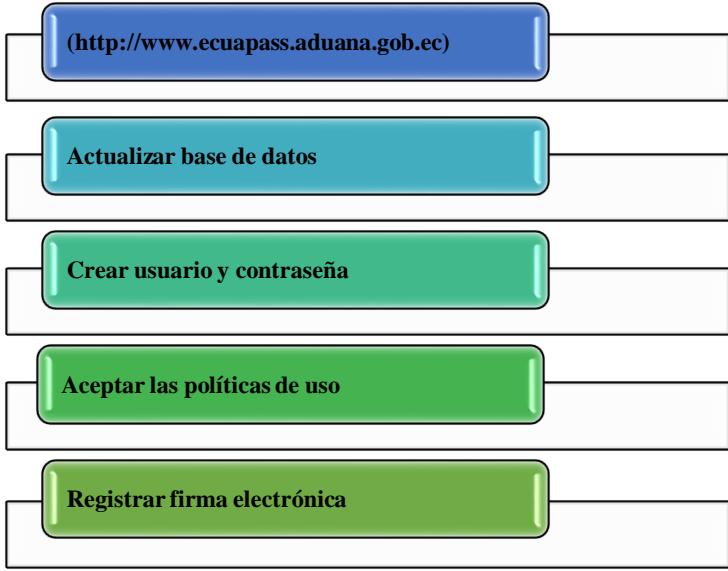 (http://www.ecuapass.aduana.gob.ec)
Actualizar base de datos
Crear usuario y contraseña
Aceptar las políticas de uso
Registrar firma electrónica